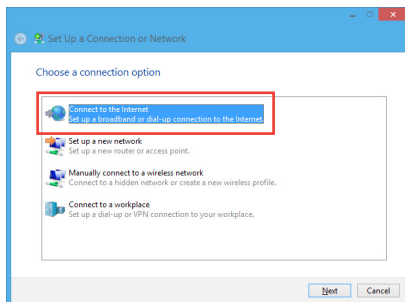 Set Up a Connection or Network
Choose a connection option
Connect to the Internet
Set up a broadband or dial-up connection to the Internet.
Set up a new network
Set up a new router or access point.
Manually connect to a wireless network
Connect to a hidden network or create a new wireless profile.
Connect to a workplace
Set up a dial-up or VPN connection to your workplace.
Next
Cancel